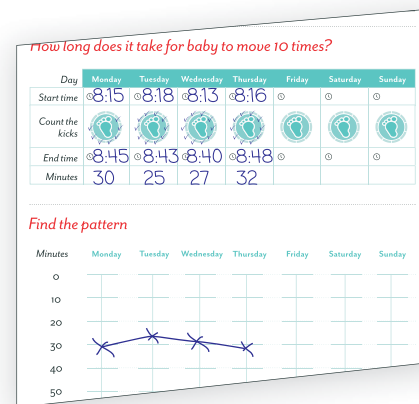 How long does it take for baby to move 10 times?
Day Monday Tuesday Wednesday Thursday Friday Saturday Sunday
Start time 8:15 8:18 8:13 8:16
Count the
kicks
End time 8:45 8:43 8:40 8:48
Minutes 30 25 27 32
Find the pattern
Minutes Monday Tuesday Wednesday Thursday Friday Saturday Sunday
0
10
20
30
40
50